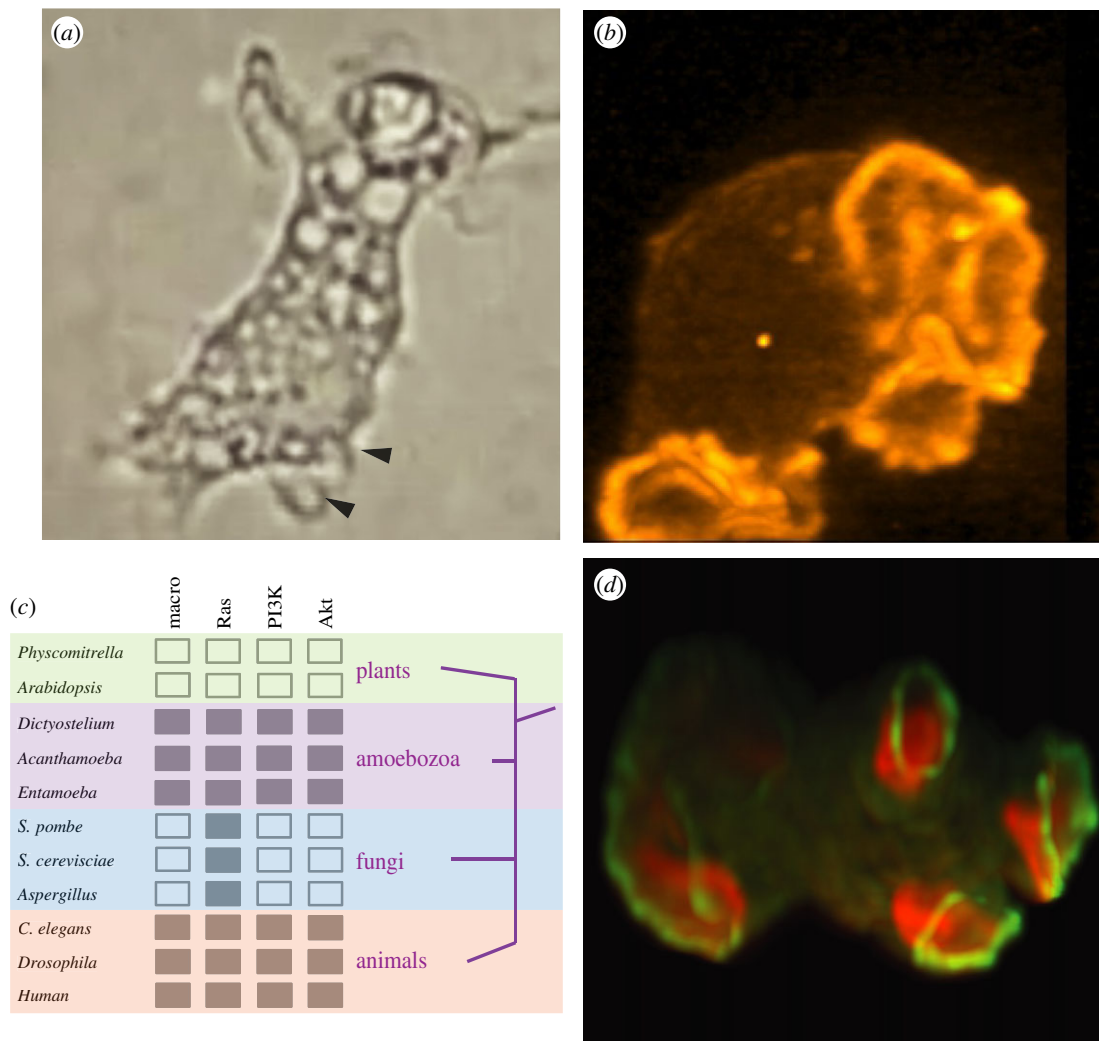 (a)
(b)
(c)
macro Ras PI3K Akt
Physcomitrella
plants
Arabidopsis
Dictyostelium
Acanthamoeba amoebozoa
Entamoeba
S. pombe
S. cerevisciae fungi
Aspergillus
C. elegans
Drosophila animals
Human
(d)